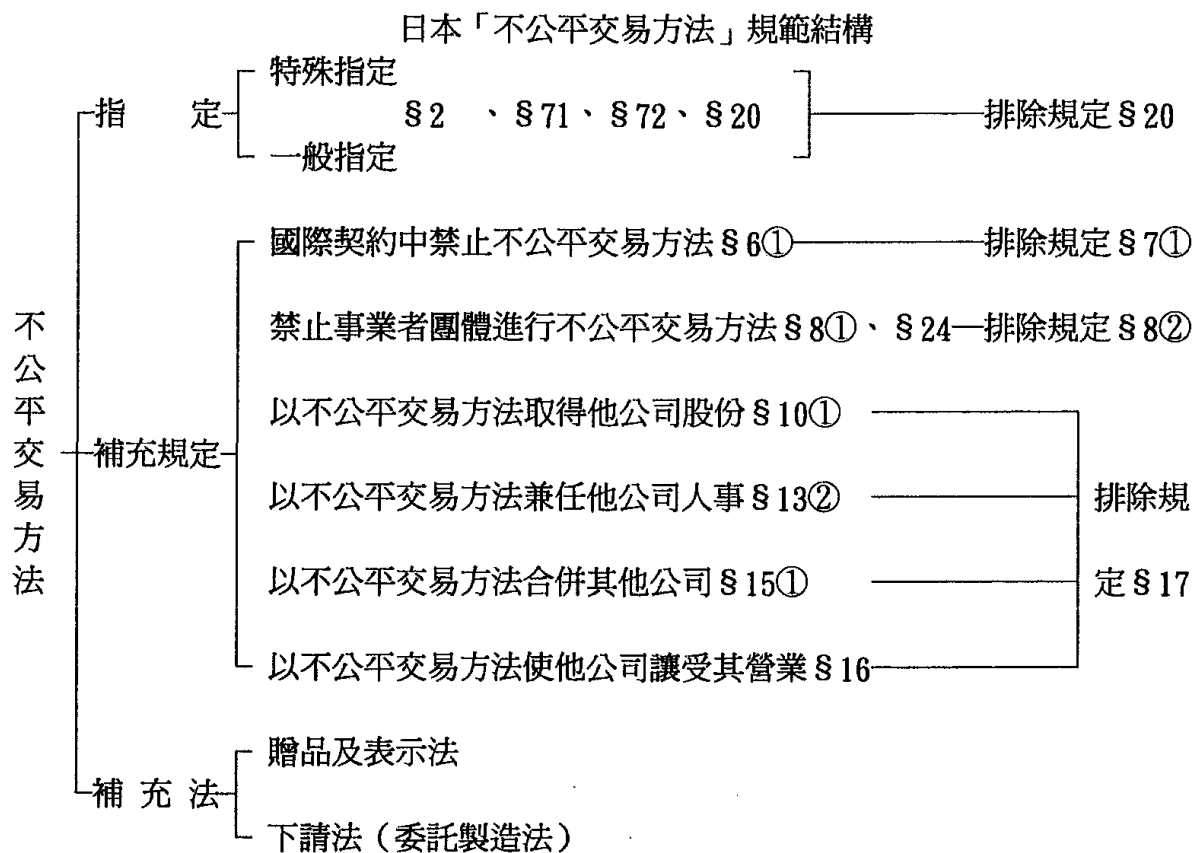 日本「不公平交易方法」規範結構
不公平交易方法
指 定
特殊指定
§2 、§71、§72、§20
一般指定
排除規定§20
補充規定
國際契約中禁止不公平交易方法§6① 排除規定§7①
禁止事業者團體進行不公平交易方法§8①、§24 排除規定§8②
以不公平交易方法取得他公司股份§10①
以不公平交易方法兼任他公司人事§13②
以不公平交易方法合併其他公司§15①
以不公平交易方法使他公司讓受其營業§16
排除規
定§17
補 充 法
贈品及表示法
下請法（委託製造法）